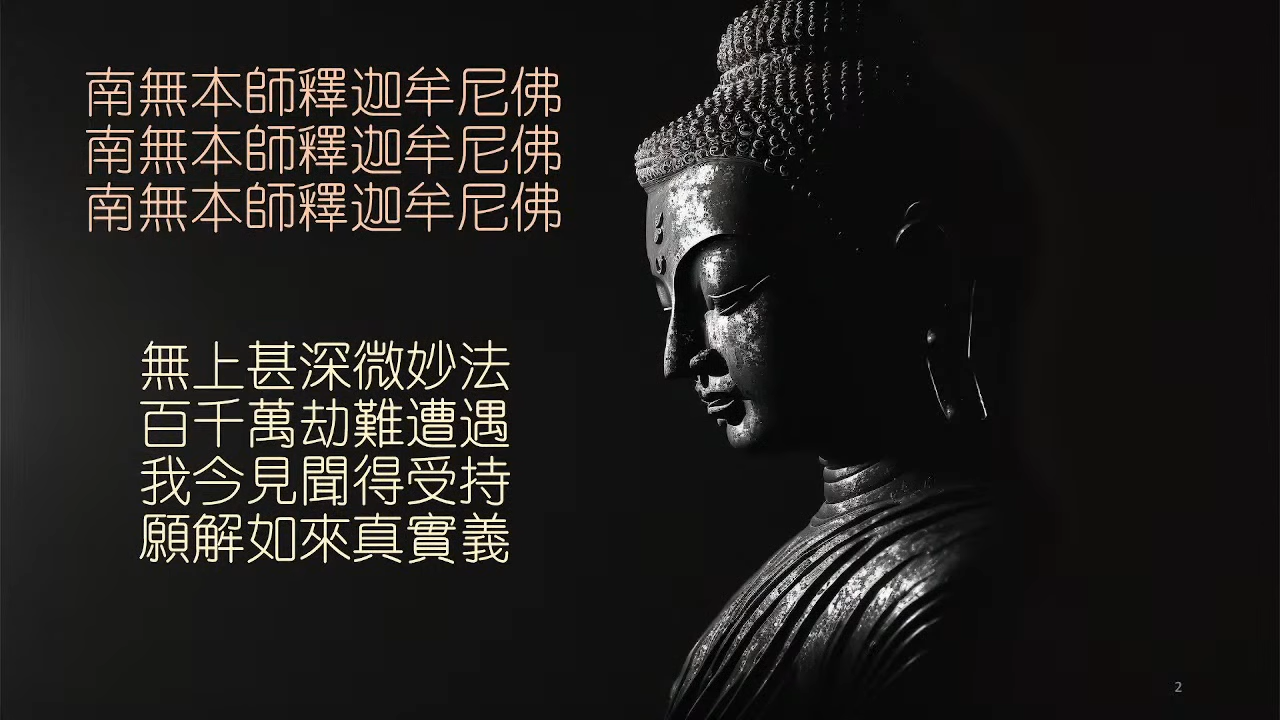 南無本師釋迦牟尼佛
南無本師釋迦牟尼佛
南無本師釋迦牟尼佛
無上甚深微妙法
百千萬劫難遭遇
我今見聞得受持
願解如來真實義
2